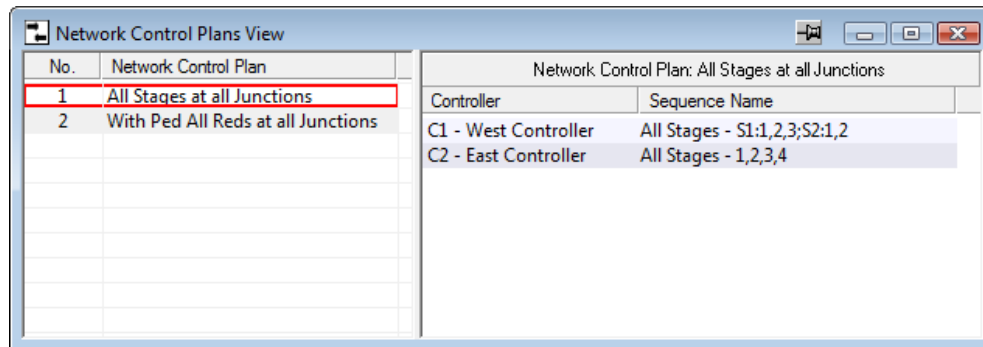 Network Control Plans View
No. Network Control Plan
1 All Stages at all Junctions
2 With Ped All Reds at all Junctions
Network Control Plan: All Stages at all Junctions
Controller Sequence Name
C1 - West Controller All Stages - S1:1,2,3;S2:1,2
C2 - East Controller All Stages - 1,2,3,4